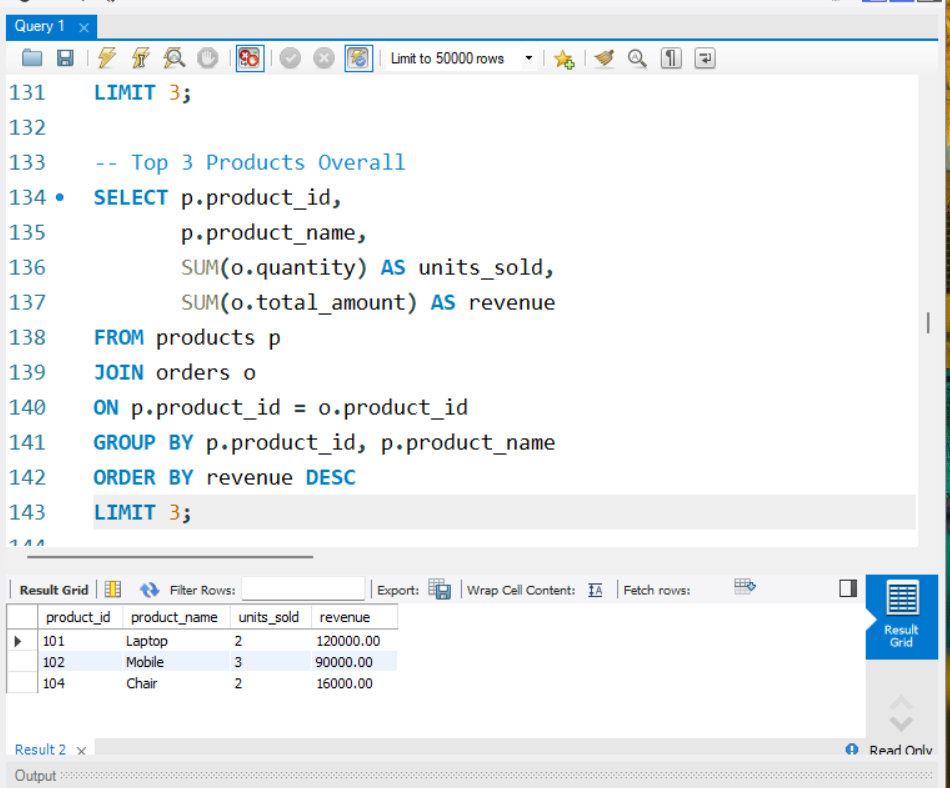 Query 1
Limit to 50000 rows
131 LIMIT 3;
132
133 -- Top 3 Products Overall
134 SELECT p.product_id,
135 p.product_name,
136 SUM(o.quantity) AS units_sold,
137 SUM(o.total_amount) AS revenue
138 FROM products p
139 JOIN orders o
140 ON p.product_id = o.product_id
141 GROUP BY p.product_id, p.product_name
142 ORDER BY revenue DESC
143 LIMIT 3;
144
Result Grid Filter Rows: Export: Wrap Cell Content: Fetch rows:
product_id product_name units_sold revenue
101 Laptop 2 120000.00
102 Mobile 3 90000.00
104 Chair 2 16000.00
Result
Grid
Result 2 Read Only
Output